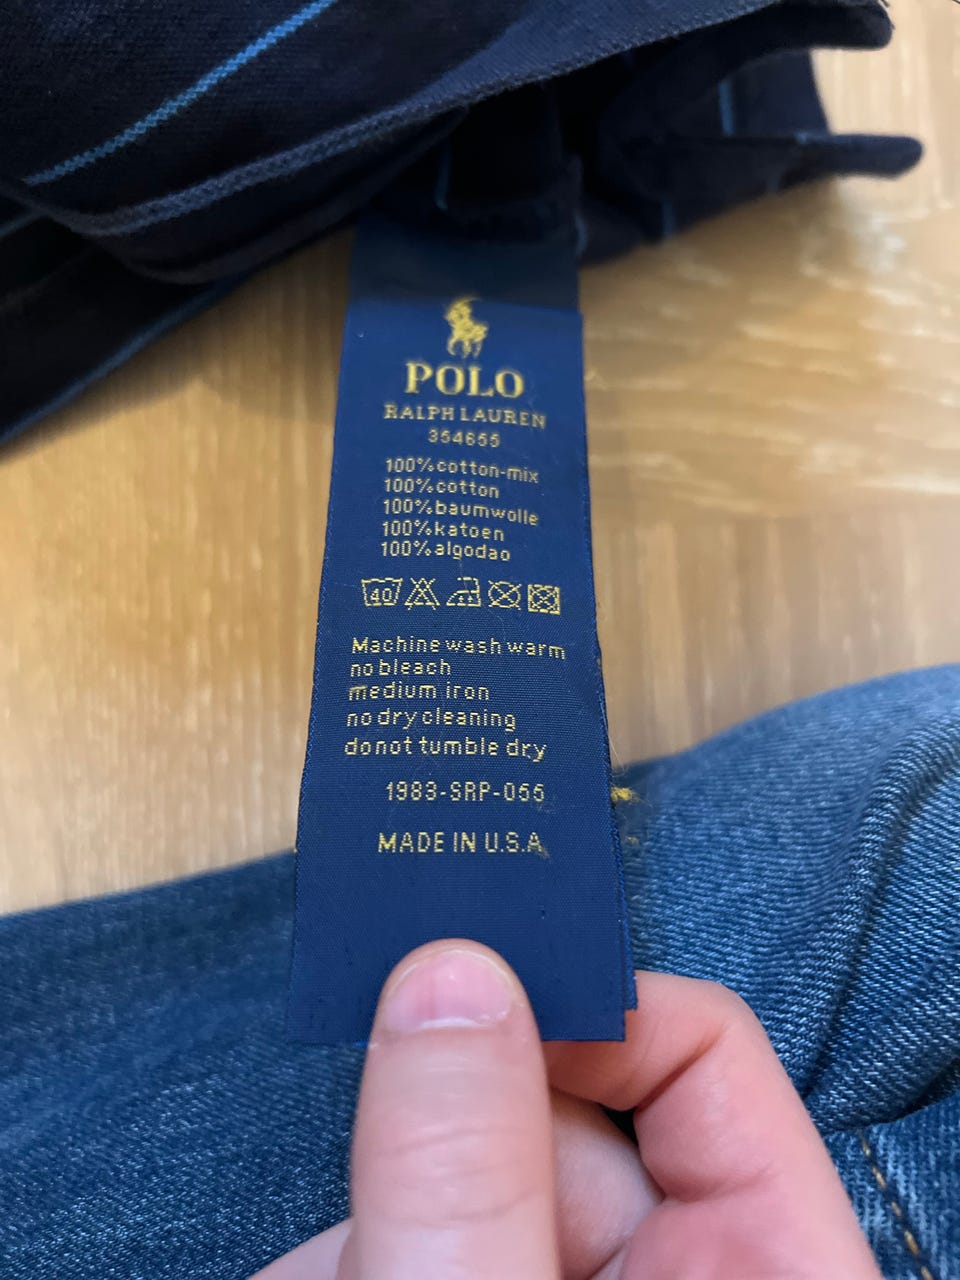 POLO
RALPH LAUREN
354655
100%cotton-mix
100%cotton
100%baumwolle
100%katoen
100%algodao
40
Machine wash warm
no bleach
medium iron
no dry cleaning
donot tumble dry
1983-SRP-055
MADE IN U.S.A.